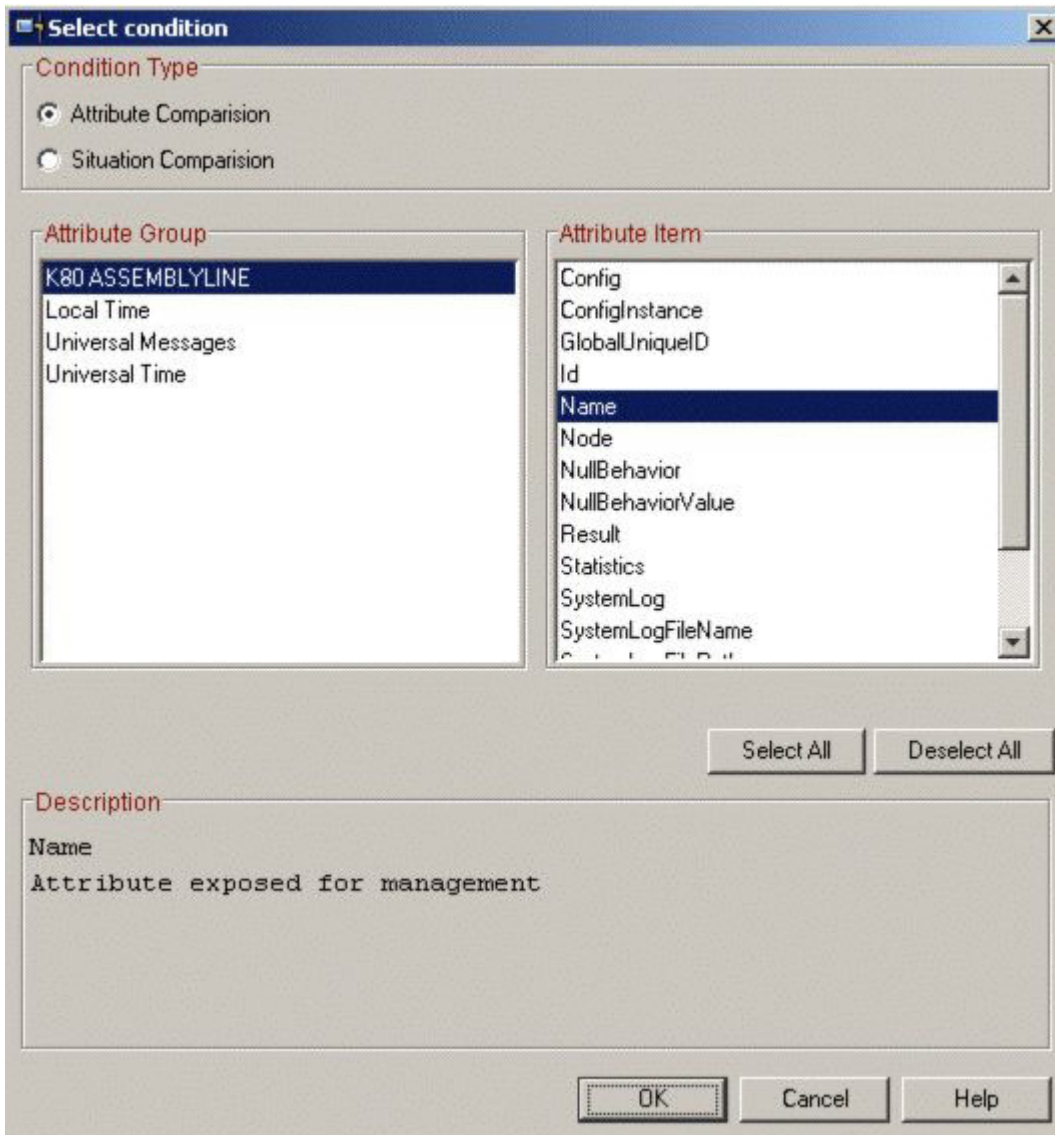 Select condition
Condition Type
Attribute Comparision
Situation Comparision
Attribute Group
K80 ASSEMBLYLINE
Local Time
Universal Messages
Universal Time
Attribute Item
Config
ConfigInstance
GlobalUniqueID
Id
Name
Node
NullBehavior
NullBehaviorValue
Result
Statistics
SystemLog
SystemLogFileName
Select All
Deselect All
Description
Name
Attribute exposed for management
OK
Cancel
Help